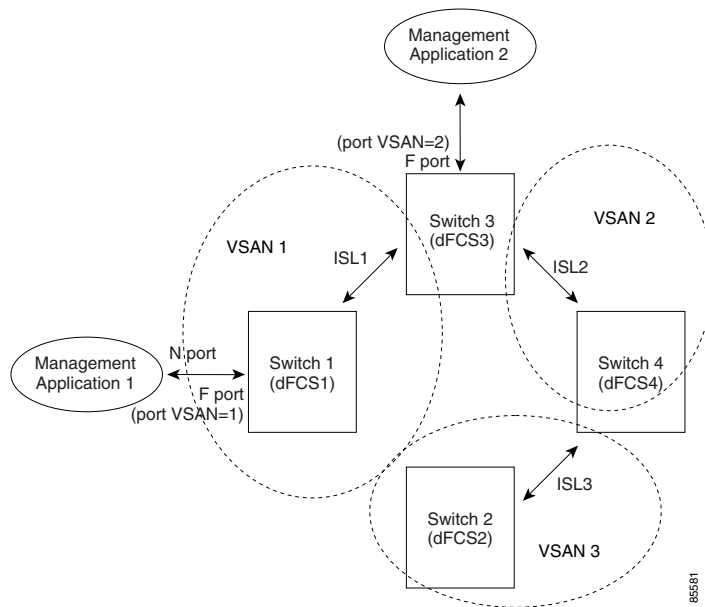 Management
Application 2
(port VSAN=2)
F port
Switch 3
(dFCS3)
VSAN 2
VSAN 1
ISL1
ISL2
N port
Management
Application 1
Switch 1
(dFCS1)
Switch 4
(dFCS4)
F port
(port VSAN=1)
ISL3
Switch 2
(dFCS2)
VSAN 3
85581